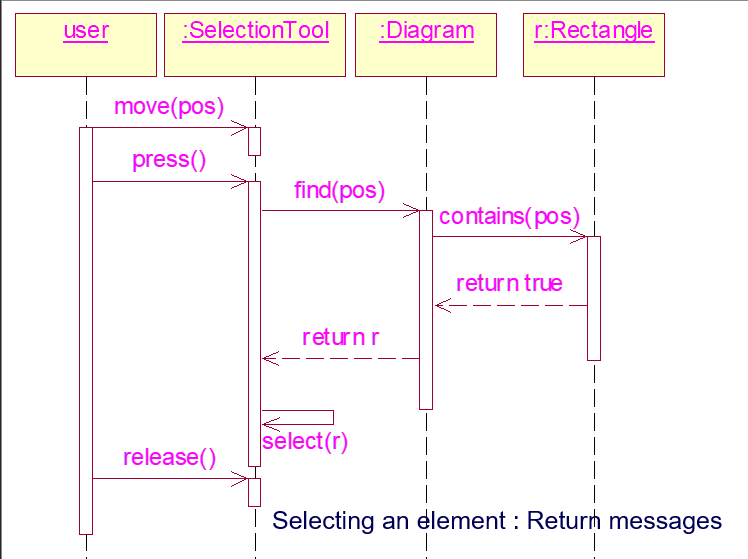 user
:SelectionTool
:Diagram
r:Rectangle
move(pos)
press()
find(pos)
contains(pos)
return true
return r
select(r)
release()
Selecting an element : Return messages